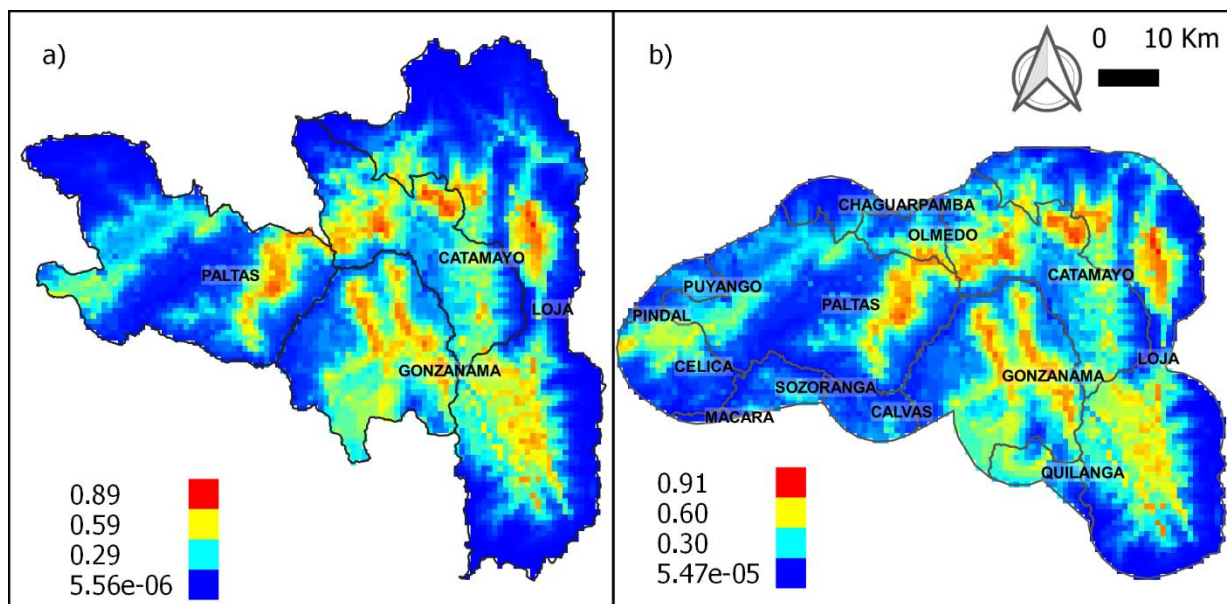 a)
PALTAS
CATAMAYO
LOJA
GONZANAMA
0.89
0.59
0.29
5.56e-06
b)
0 10 Km
CHAGUARPAMBA
OLMEDO
CATAMAYO
PUYANGO
PALTAS
PINDAL
LOJA
CELICA
GONZANAMA
SOZORANGA
MACARA
CALVAS
QUILANGA
0.91
0.60
0.30
5.47e-05